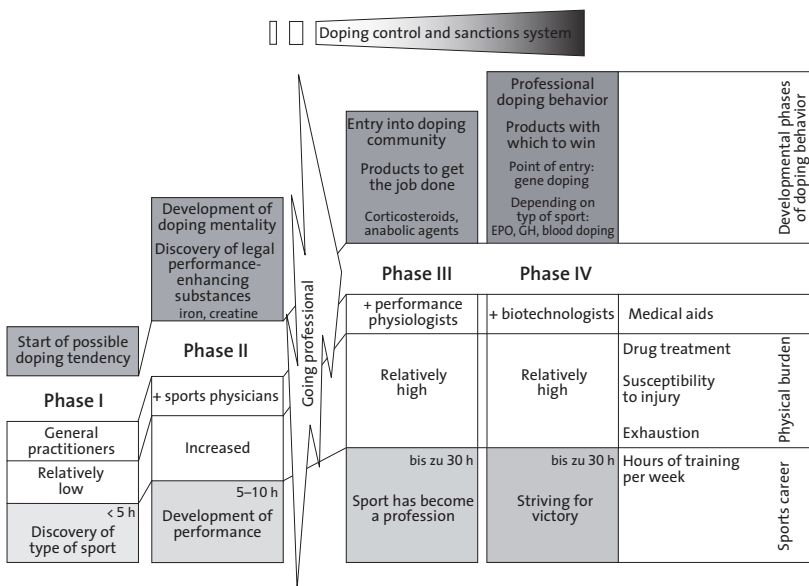 Doping control and sanctions system
Start of possible
doping tendency
Phase I
General
practitioners
Relatively
low
< 5 h
Discovery of
type of sport
Development of
doping mentality
Discovery of legal
performance-
enhancing
substances
iron, creatine
Phase II
+ sports physicians
Increased
5–10 h
Development of
performance
Going professional
Entry into doping
community
Products to get
the job done
Corticosteroids,
anabolic agents
Phase III
+ performance
physiologists
Relatively
high
bis zu 30 h
Sport has become
a profession
Professional
doping behavior
Products with
which to win
Point of entry:
gene doping
Depending on
typ of sport:
EPO, GH, blood doping
Phase IV
+ biotechnologists
Relatively
high
bis zu 30 h
Striving for
victory
Medical aids
Drug treatment
Susceptibility
to injury
Exhaustion
Hours of training
per week
Developmental phases
of doping behavior
Physical burden
Sports career